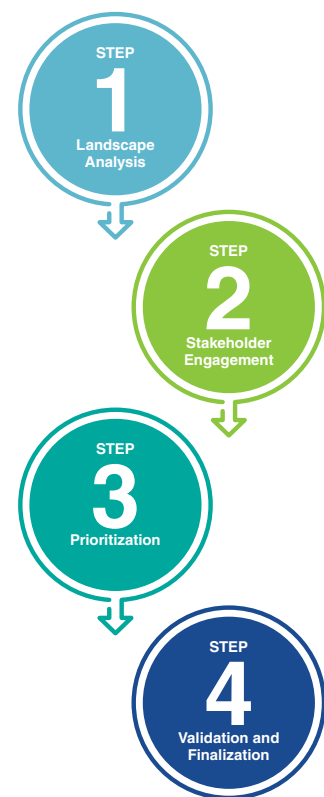 STEP
1
Landscape
Analysis
STEP
2
Stakeholder
Engagement
STEP
3
Prioritization
STEP
4
Validation and
Finalization